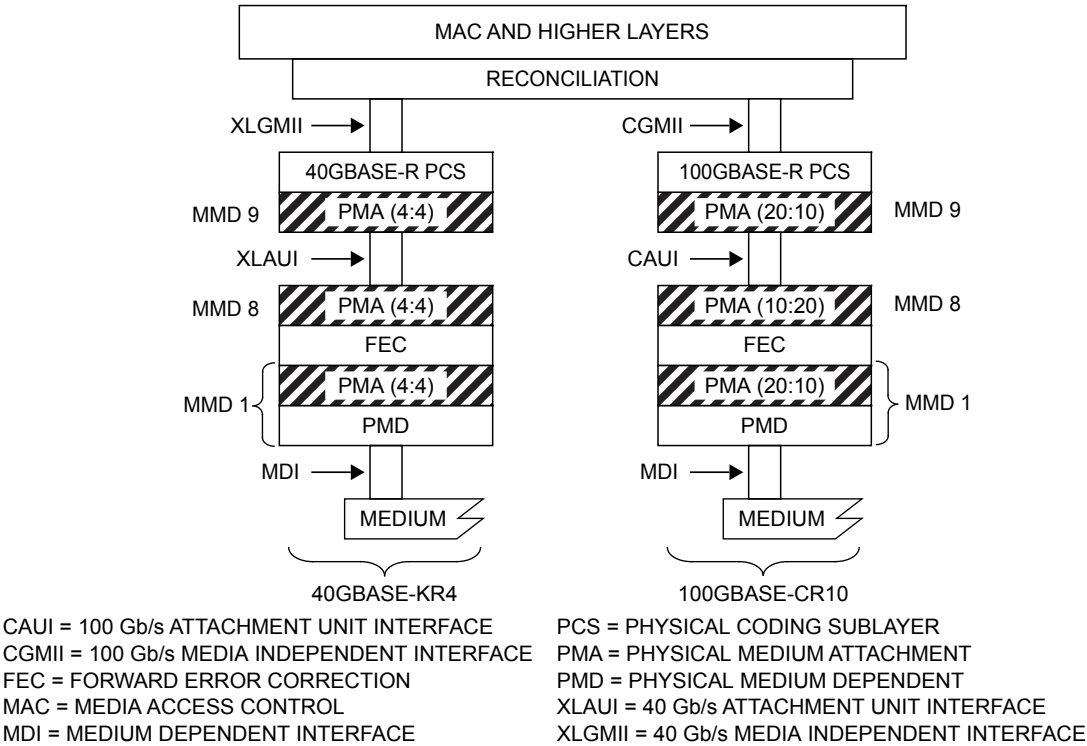 MAC AND HIGHER LAYERS
RECONCILIATION
XLGMII
CGMII
40GBASE-R PCS
100GBASE-R PCS
MMD 9
PMA (4:4)
PMA (20:10)
MMD 9
XLAUI
CAUI
MMD 8
PMA (4:4)
PMA (10:20)
MMD 8
FEC
FEC
MMD 1
PMA (4:4)
PMA (20:10)
MMD 1
PMD
PMD
MDI
MDI
MEDIUM
MEDIUM
40GBASE-KR4
100GBASE-CR10
CAUI = 100 Gb/s ATTACHMENT UNIT INTERFACE
CGMII = 100 Gb/s MEDIA INDEPENDENT INTERFACE
FEC = FORWARD ERROR CORRECTION
MAC = MEDIA ACCESS CONTROL
MDI = MEDIUM DEPENDENT INTERFACE
PCS = PHYSICAL CODING SUBLAYER
PMA = PHYSICAL MEDIUM ATTACHMENT
PMD = PHYSICAL MEDIUM DEPENDENT
XLAUI = 40 Gb/s ATTACHMENT UNIT INTERFACE
XLGMII = 40 Gb/s MEDIA INDEPENDENT INTERFACE